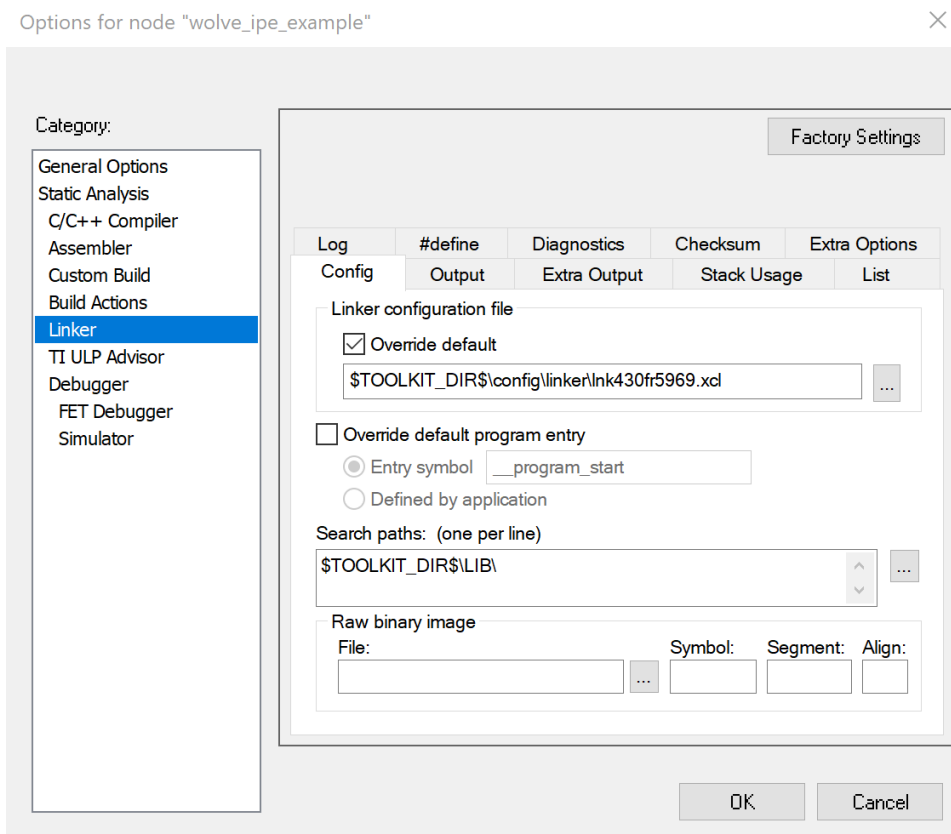 Options for node "wolve_ipe_example"
Category:
General Options
Static Analysis
C/C++ Compiler
Assembler
Custom Build
Build Actions
Linker
TI ULP Advisor
Debugger
FET Debugger
Simulator
Factory Settings
Log #define Diagnostics Checksum Extra Options
Config Output Extra Output Stack Usage List
Linker configuration file
Override default
$TOOLKIT_DIR$\config\linker\lnk430fr5969.xcl
...
Override default program entry
Entry symbol __program_start
Defined by application
Search paths: (one per line)
$TOOLKIT_DIR$\LIB\
...
Raw binary image
File: Symbol: Segment: Align:
...
OK Cancel